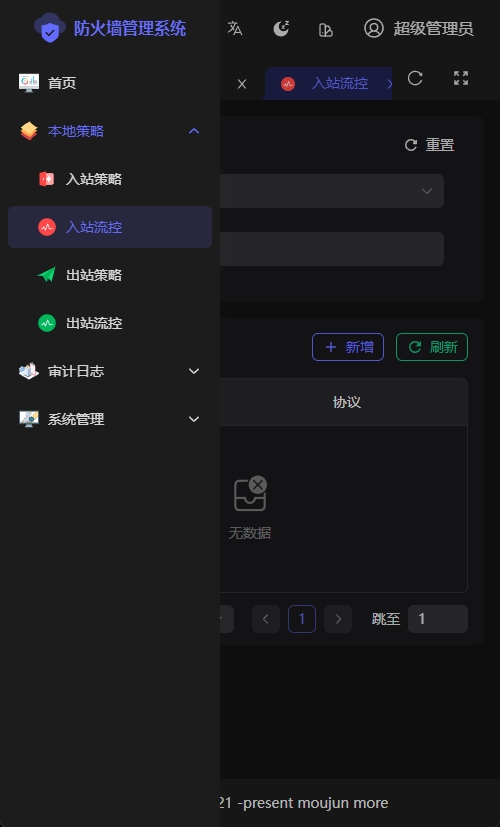 防火墙管理系统
超级管理员
首页
入站流控
本地策略
重置
入站策略
入站流控
出站策略
出站流控
新增
刷新
审计日志
协议
系统管理
无数据
1
跳至
1
21 -present moujun more